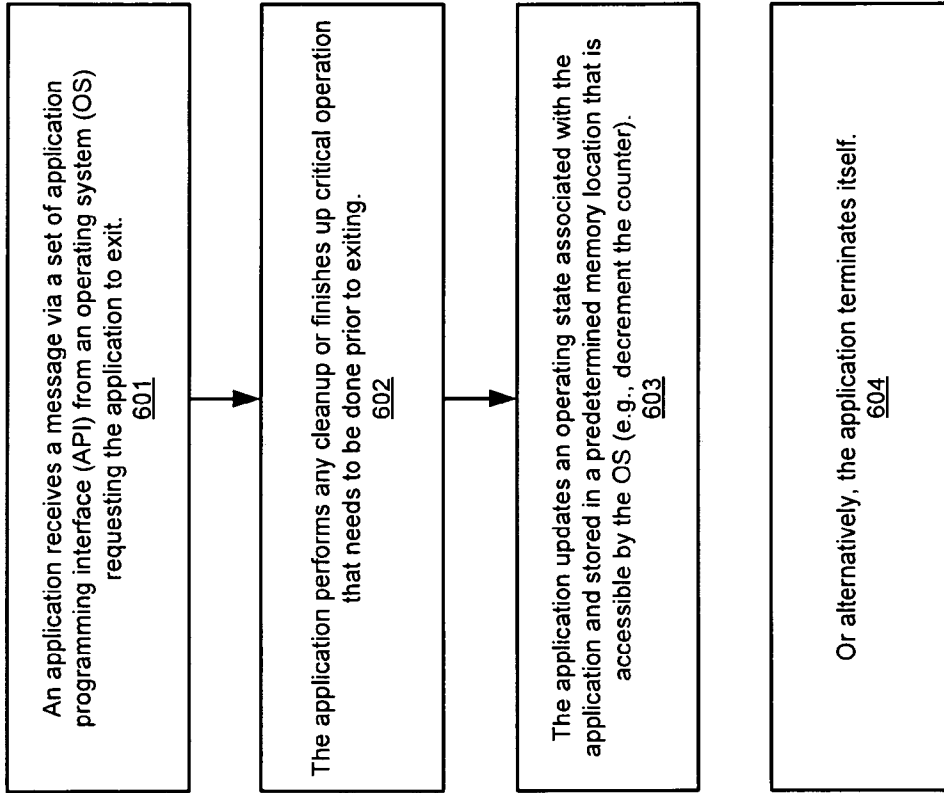 An application receives a message via a set of application
programming interface (API) from an operating system (OS)
requesting the application to exit.
601
The application performs any cleanup or finishes up critical operation
that needs to be done prior to exiting.
602
The application updates an operating state associated with the
application and stored in a predetermined memory location that is
accessible by the OS (e.g., decrement the counter).
603
Or alternatively, the application terminates itself.
604